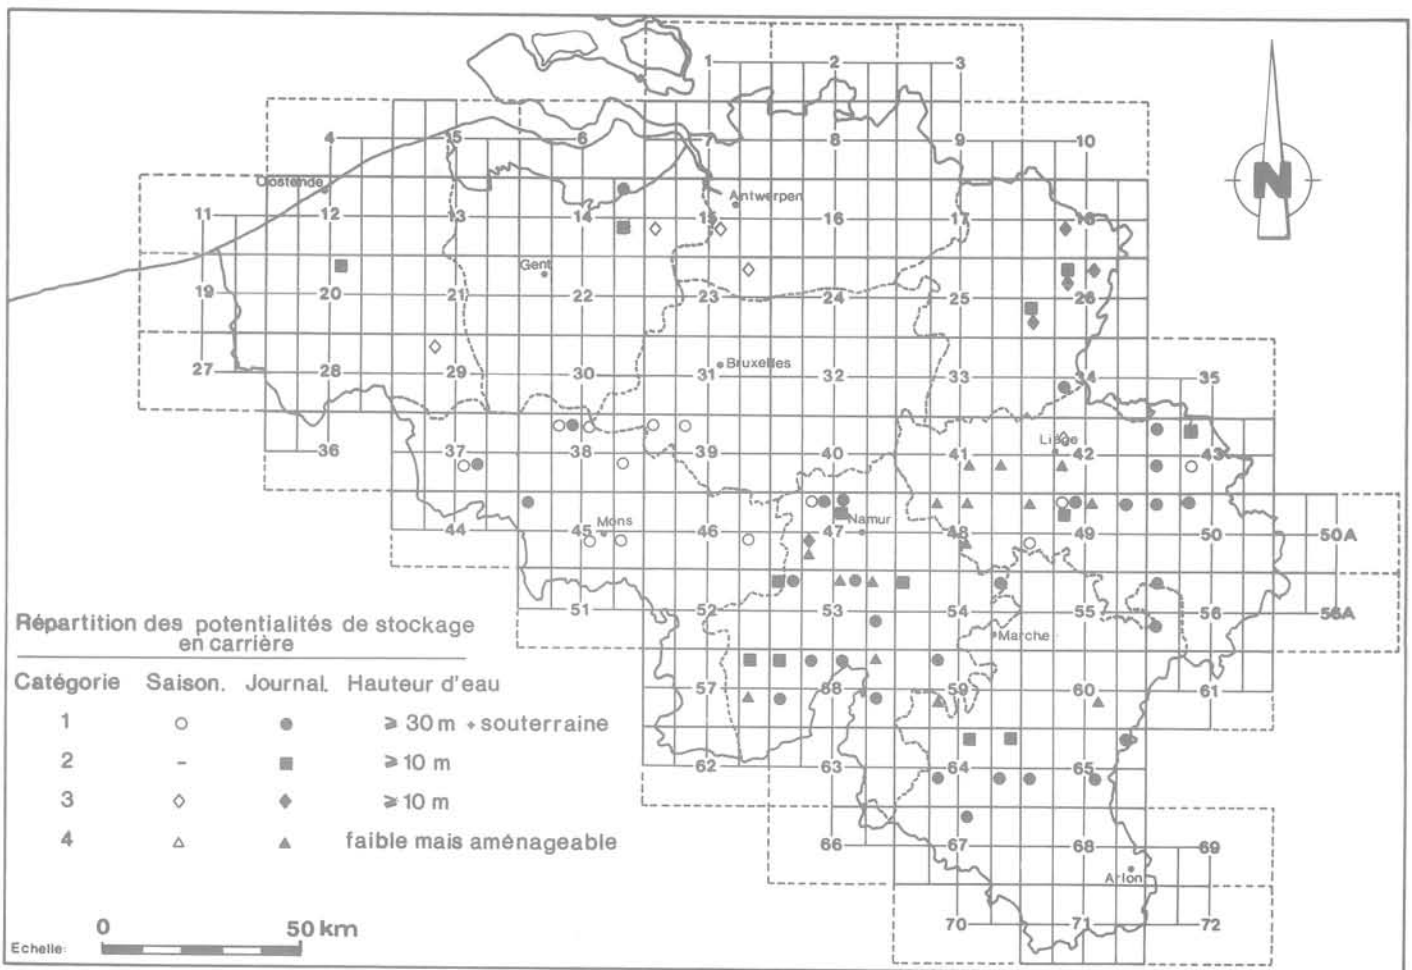 1 2 3
4 15 6 7 8 9 10
N
Oostende
Antwerpen
11 12 13 14 15 16 17 18
Gent
19 20 21 22 23 24 25 26
Bruxelles
27 28 29 30 31 32 33 34 35
Liège
36 37 38 39 40 41 42 43
Mons
Namur
44 45 46 47 48 49 50 50A
51 52 53 54 55 56 56A
Marche
57 58 59 60 61
62 63 64 65
66 67 68 69
Arlon
70 71 72
Répartition des potentialités de stockage
en carrière
Catégorie Saison. Journal. Hauteur d'eau
1 ○ ● ⩾ 30 m + souterraine
2 - ■ ⩾ 10 m
3 ◇ ◆ ⩾ 10 m
4 △ ▲ faible mais aménageable
0 50 km
Echelle: